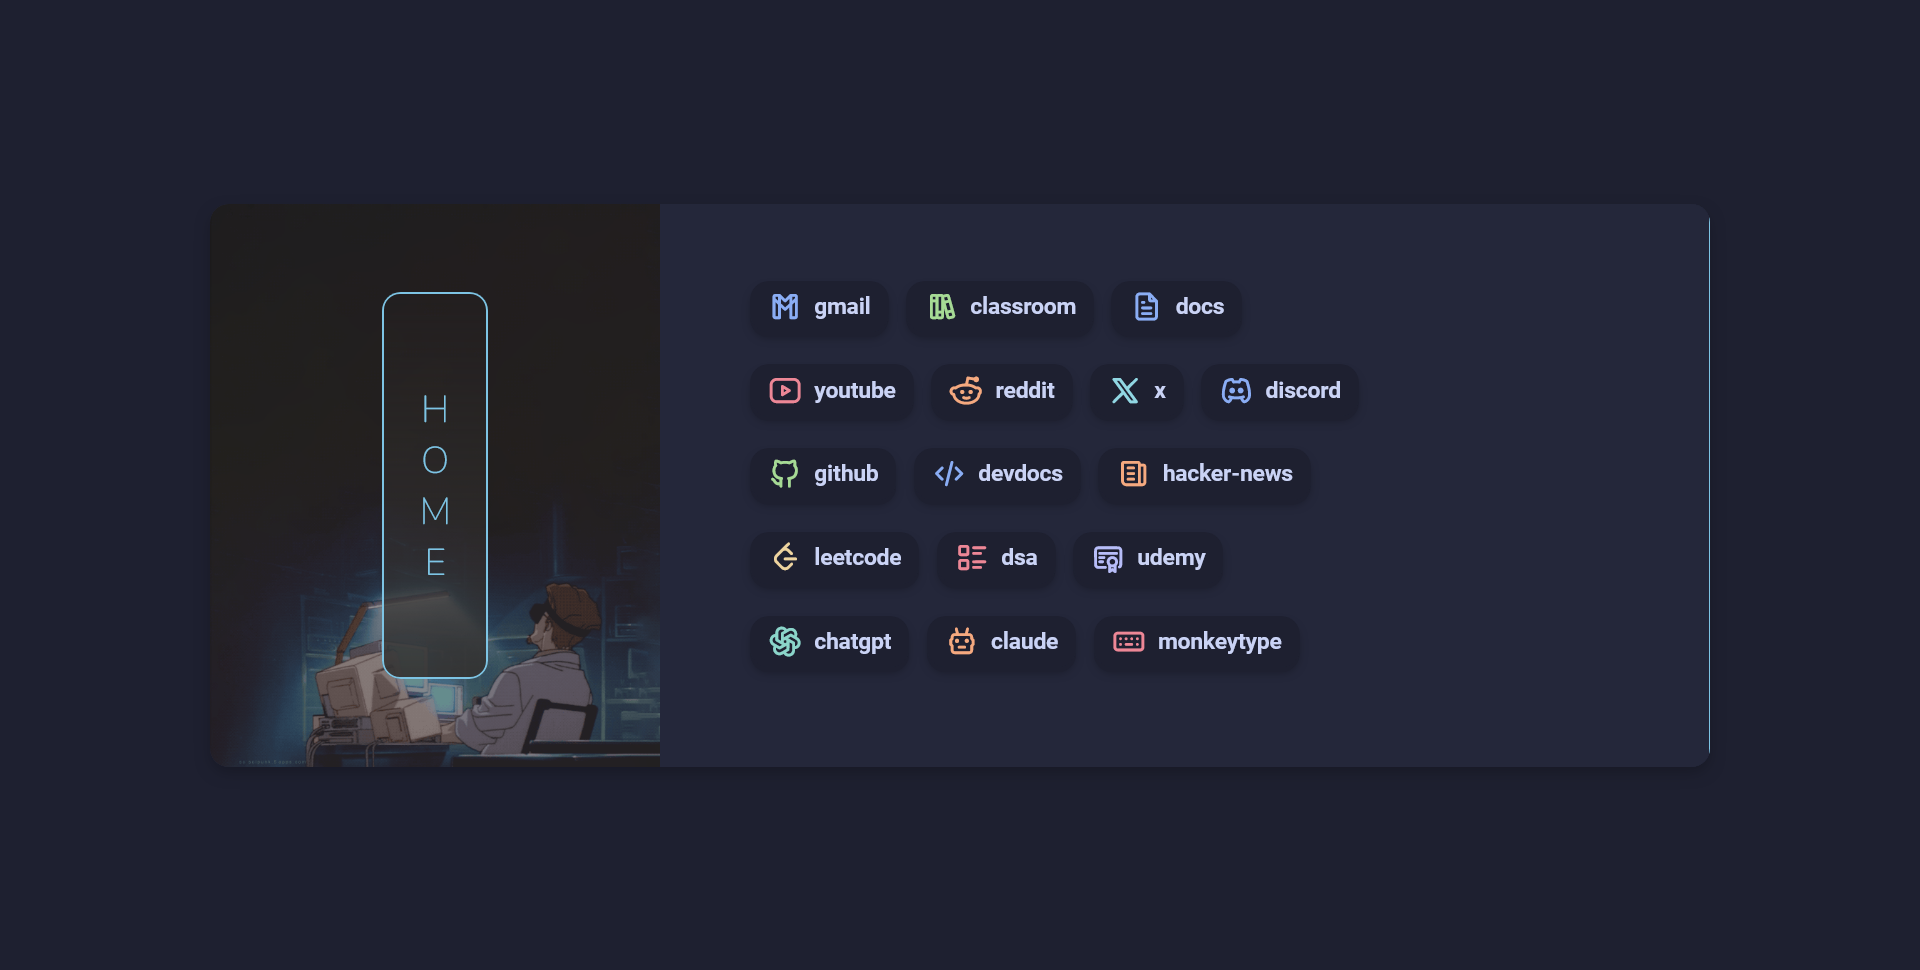 H
O
M
E
gmail classroom docs
youtube reddit x discord
github devdocs hacker-news
leetcode dsa udemy
chatgpt claude monkeytype